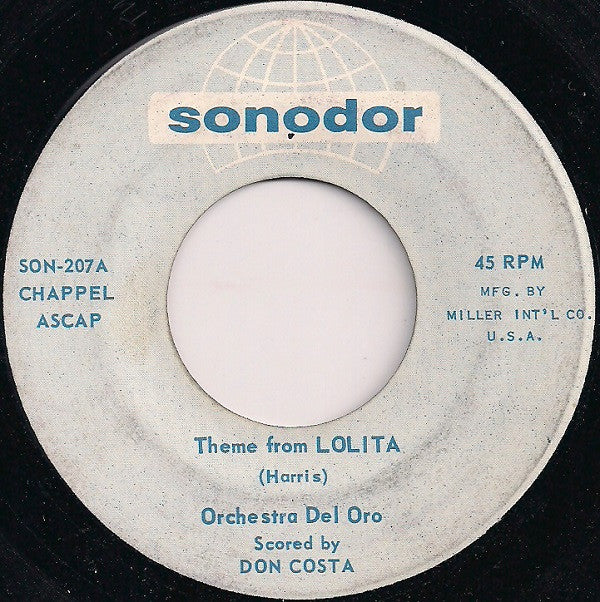 sonodor
SON-207A
CHAPPEL
ASCAP
45 RPM
MFG. BY
MILLER INT'L CO.
U.S.A.
Theme from LOLITA
(Harris)
Orchestra Del Oro
Scored by
DON COSTA